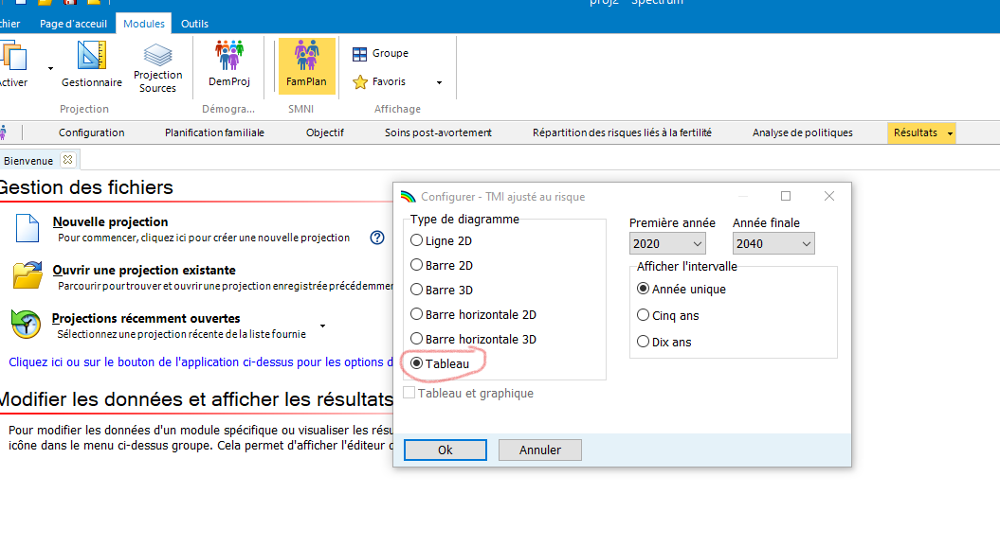 proj2 - Spectrum
chier Page d'acceuil Modules Outils
Activer
Gestionnaire
Projection
Sources
DemProj
FamPlan
Groupe
Favoris
Projection Démogra... SMNI Affichage
Configuration Planification familiale Objectif Soins post-avortement Répartition des risques liés à la fertilité Analyse de politiques Résultats
Bienvenue
Gestion des fichiers
Nouvelle projection
Pour commencer, cliquez ici pour créer une nouvelle projection
Ouvrir une projection existante
Parcourir pour trouver et ouvrir une projection enregistrée précédemmen
Projections récemment ouvertes
Sélectionnez une projection récente de la liste fournie
Cliquez ici ou sur le bouton de l'application ci-dessus pour les options d
Modifier les données et afficher les résultats
Pour modifier les données d'un module spécifique ou visualiser les résu
icône dans le menu ci-dessus groupe. Cela permet d'afficher l'éditeur d
Configurer - TMI ajusté au risque
Type de diagramme
Ligne 2D
Barre 2D
Barre 3D
Barre horizontale 2D
Barre horizontale 3D
Tableau
Tableau et graphique
Première année Année finale
2020 2040
Afficher l'intervalle
Année unique
Cinq ans
Dix ans
Ok Annuler